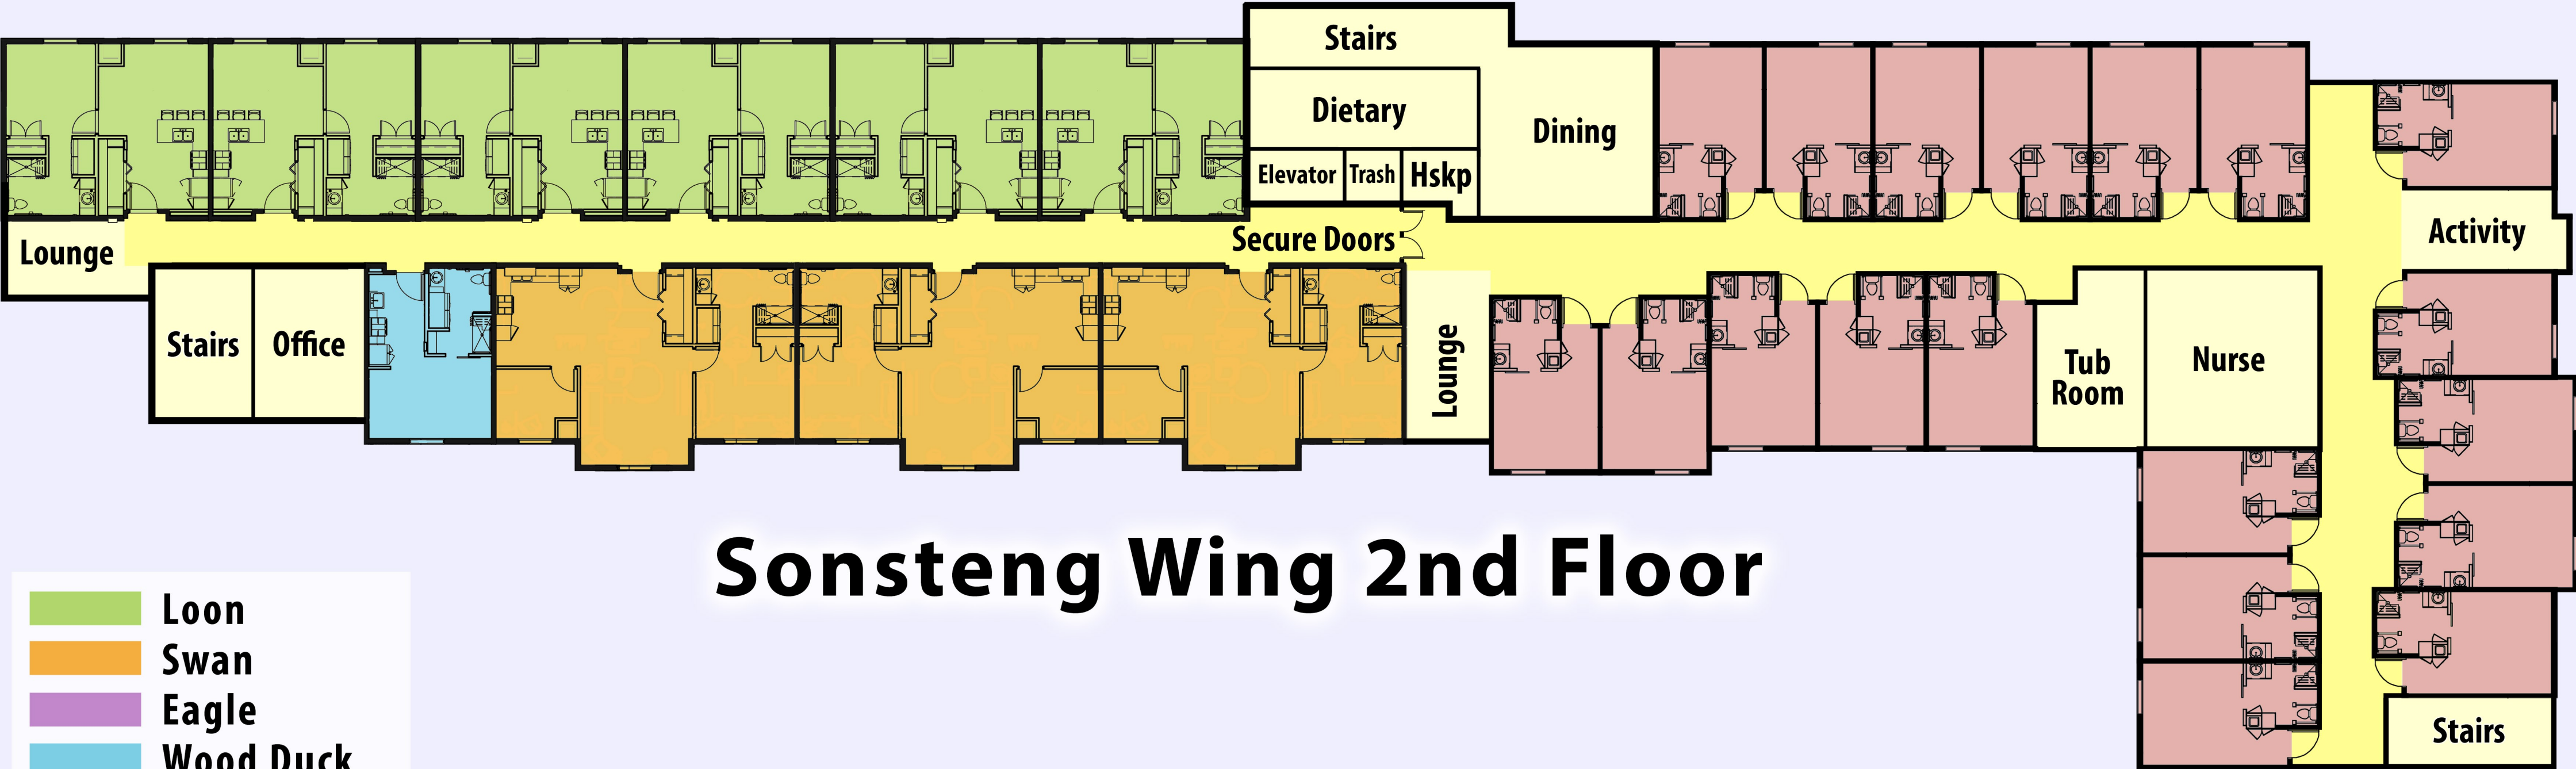 Stairs
Dietary
Dining
Elevator
Trash
Hskp
Lounge
Secure Doors
Activity
Stairs
Office
Lounge
Tub
Room
Nurse
Sonsteng Wing 2nd Floor
Loon
Swan
Eagle
Wood Duck
Stairs